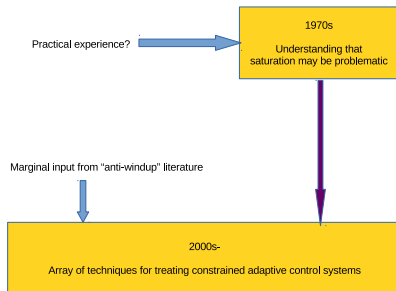 1970s
Practical experience?
Understanding that
saturation may be problematic
Marginal input from “anti-windup” literature
2000s-
Array of techniques for treating constrained adaptive control systems